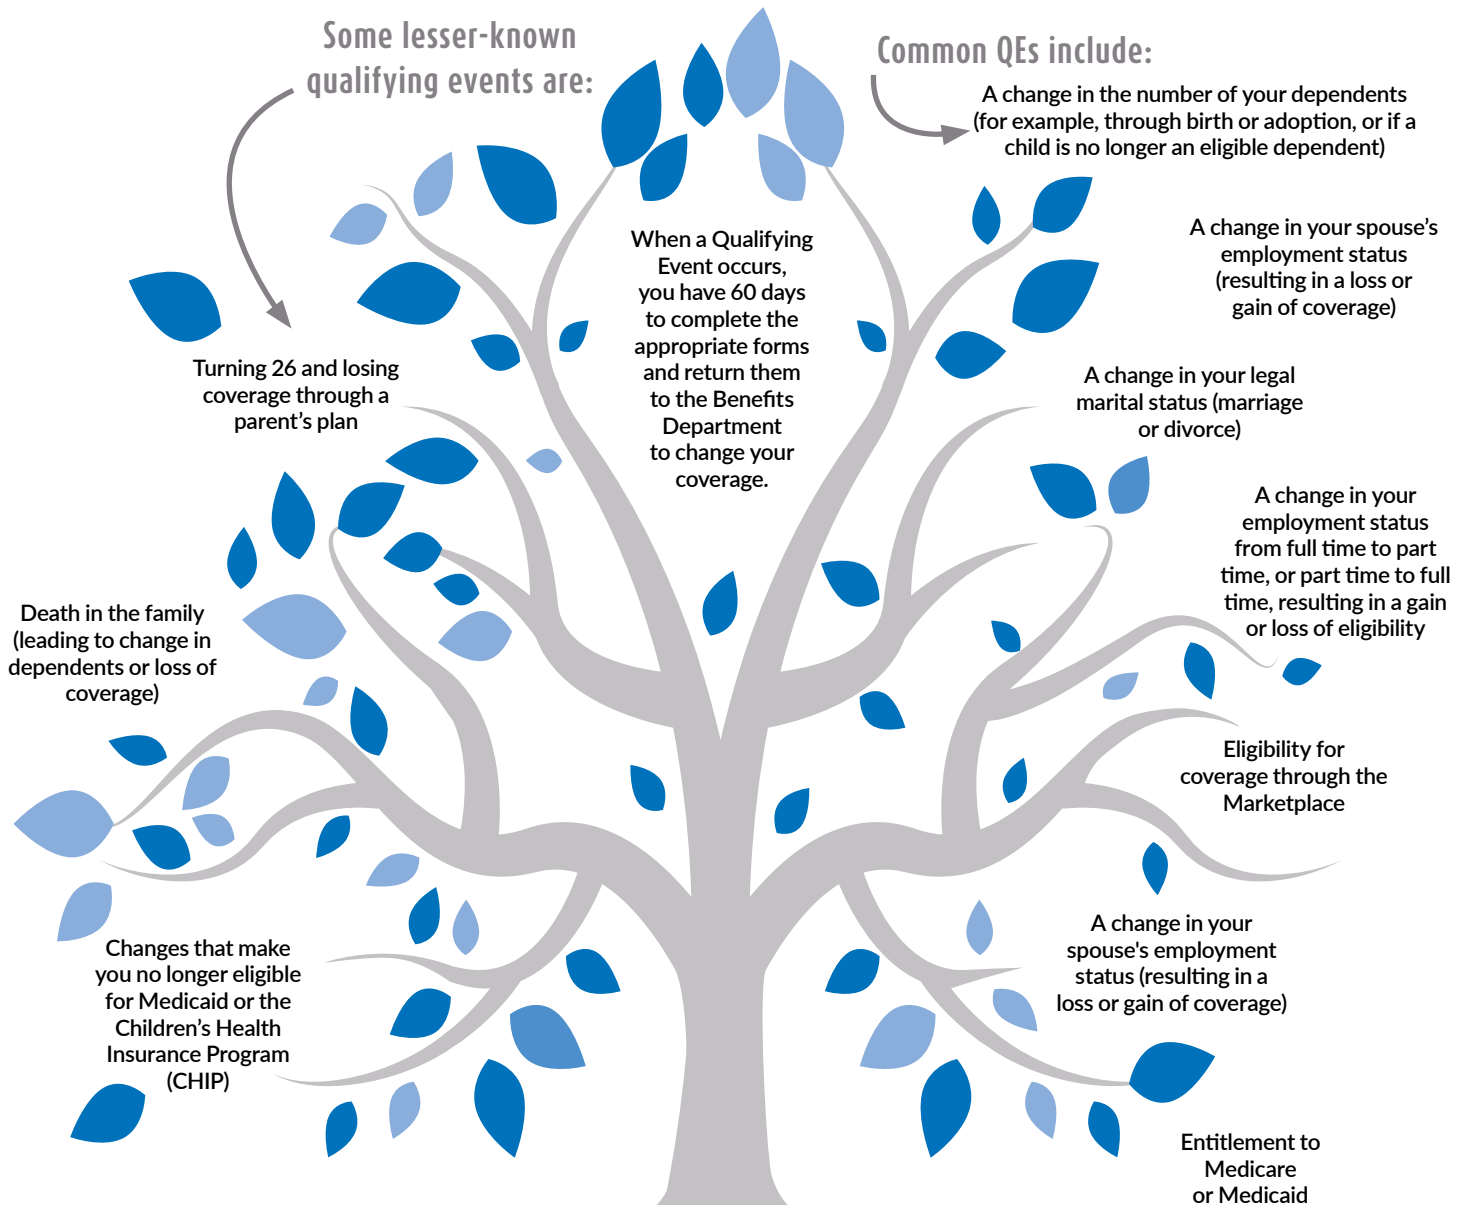 Some lesser-known
qualifying events are:
Turning 26 and losing
coverage through a
parent’s plan
Death in the family
(leading to change in
dependents or loss of
coverage)
Changes that make
you no longer eligible
for Medicaid or the
Children’s Health
Insurance Program
(CHIP)
When a Qualifying
Event occurs,
you have 60 days
to complete the
appropriate forms
and return them
to the Benefits
Department
to change your
coverage.
Common QEs include:
A change in the number of your dependents
(for example, through birth or adoption, or if a
child is no longer an eligible dependent)
A change in your spouse’s
employment status
(resulting in a loss or
gain of coverage)
A change in your legal
marital status (marriage
or divorce)
A change in your
employment status
from full time to part
time, or part time to full
time, resulting in a gain
or loss of eligibility
Eligibility for
coverage through the
Marketplace
A change in your
spouse's employment
status (resulting in a
loss or gain of coverage)
Entitlement to
Medicare
or Medicaid